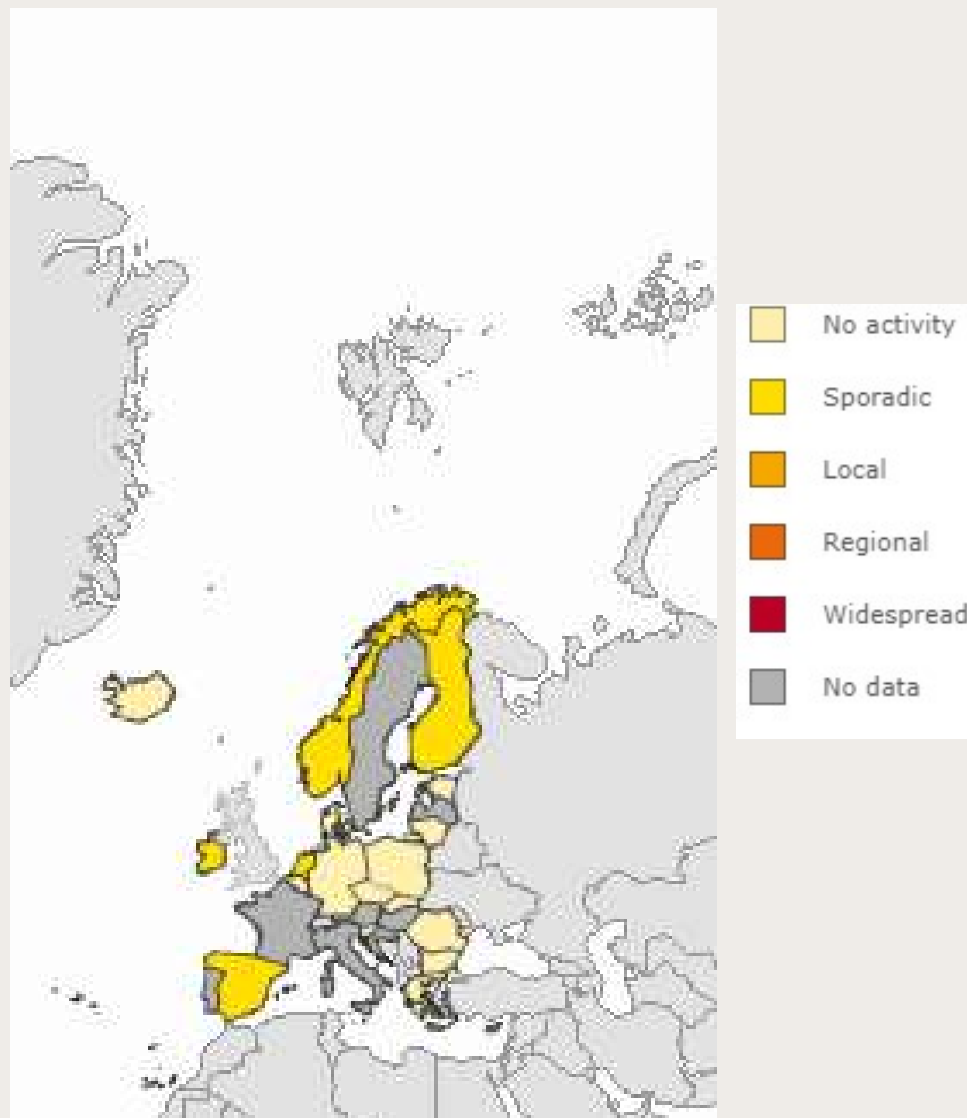 No activity
Sporadic
Local
Regional
Widespread
No data